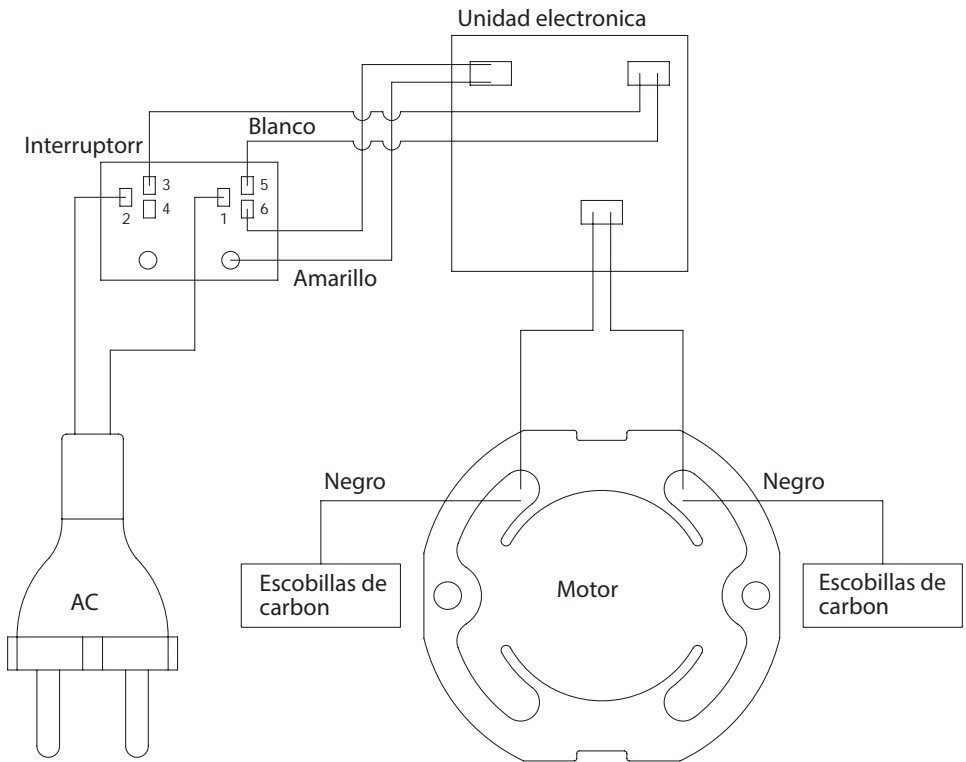 Unidad electronica
Blanco
Interruptorr
3
5
2
4
1
6
Amarillo
Negro
Negro
Escobillas de
carbon
Motor
Escobillas de
carbon
AC